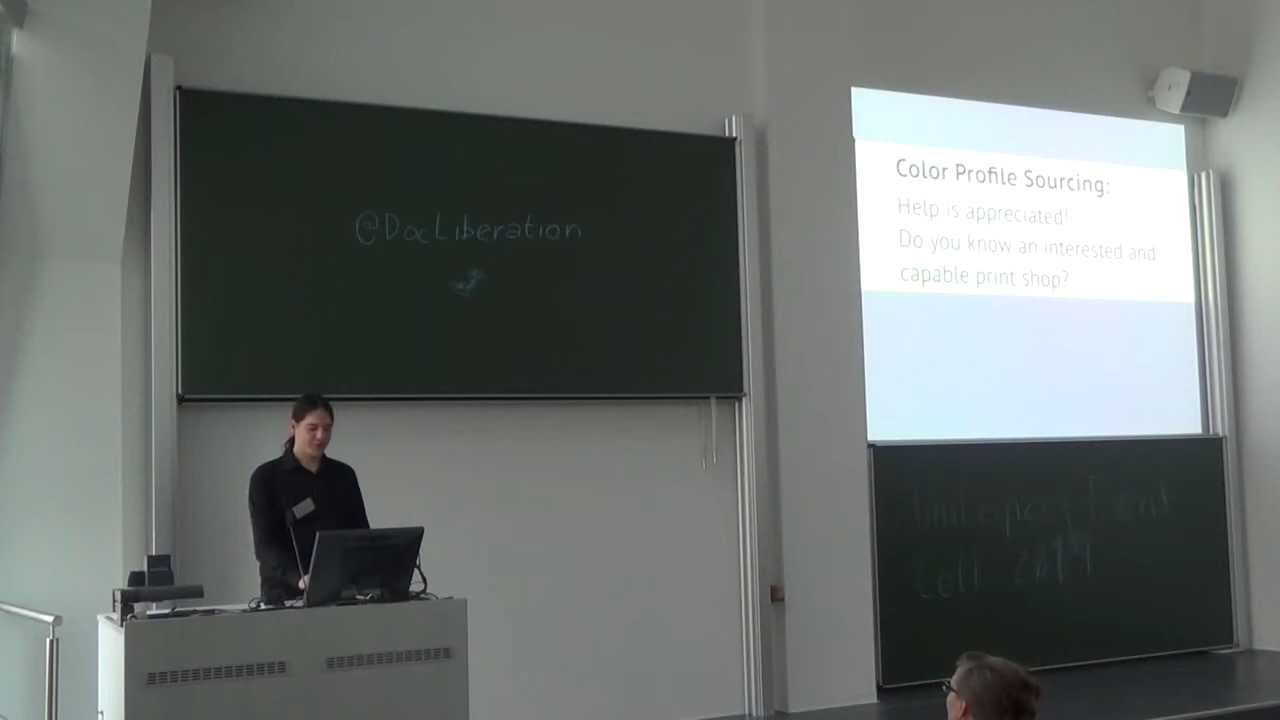 @DocLiberation
Color Profile Sourcing:
Help is appreciated!
Do you know an interested and
capable print shop?